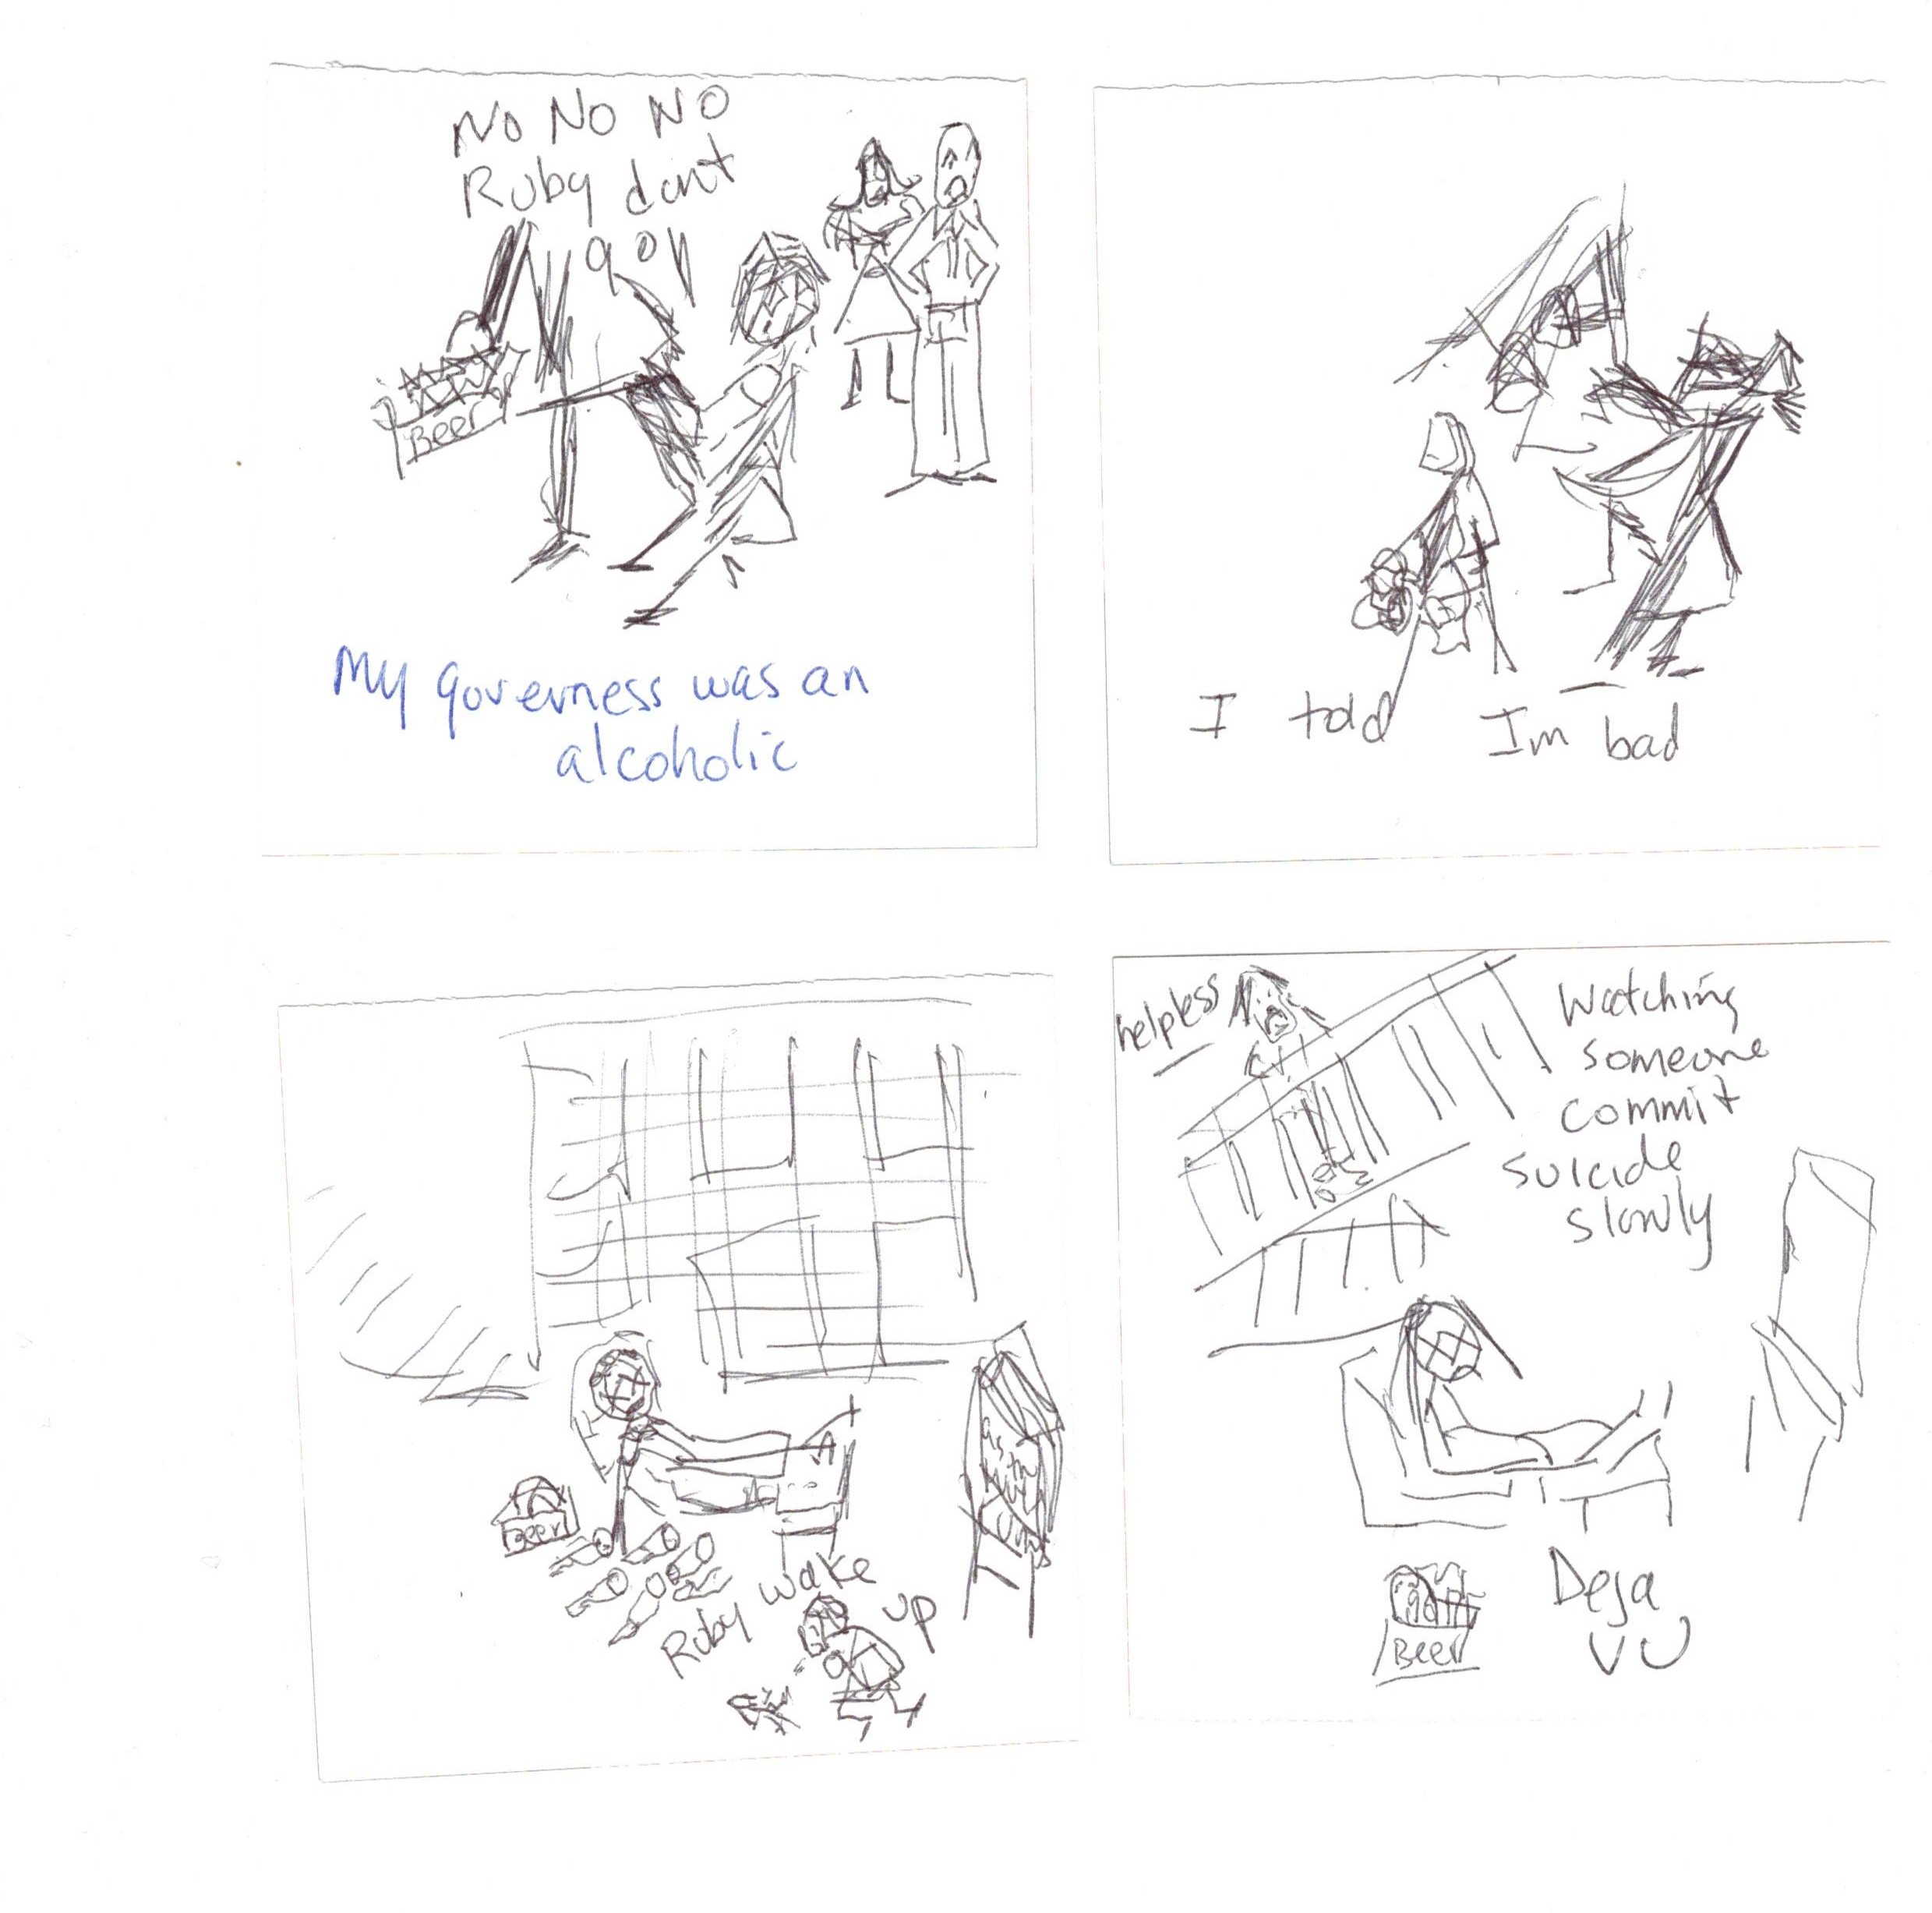 No No No
Ruby dont
go||
Beer
My governess was an
alcoholic
I told
Im bad
Beer
Ruby wake
up
helpless
Watching
someone
commit
suicide
slowly
Beer
Deja
VU